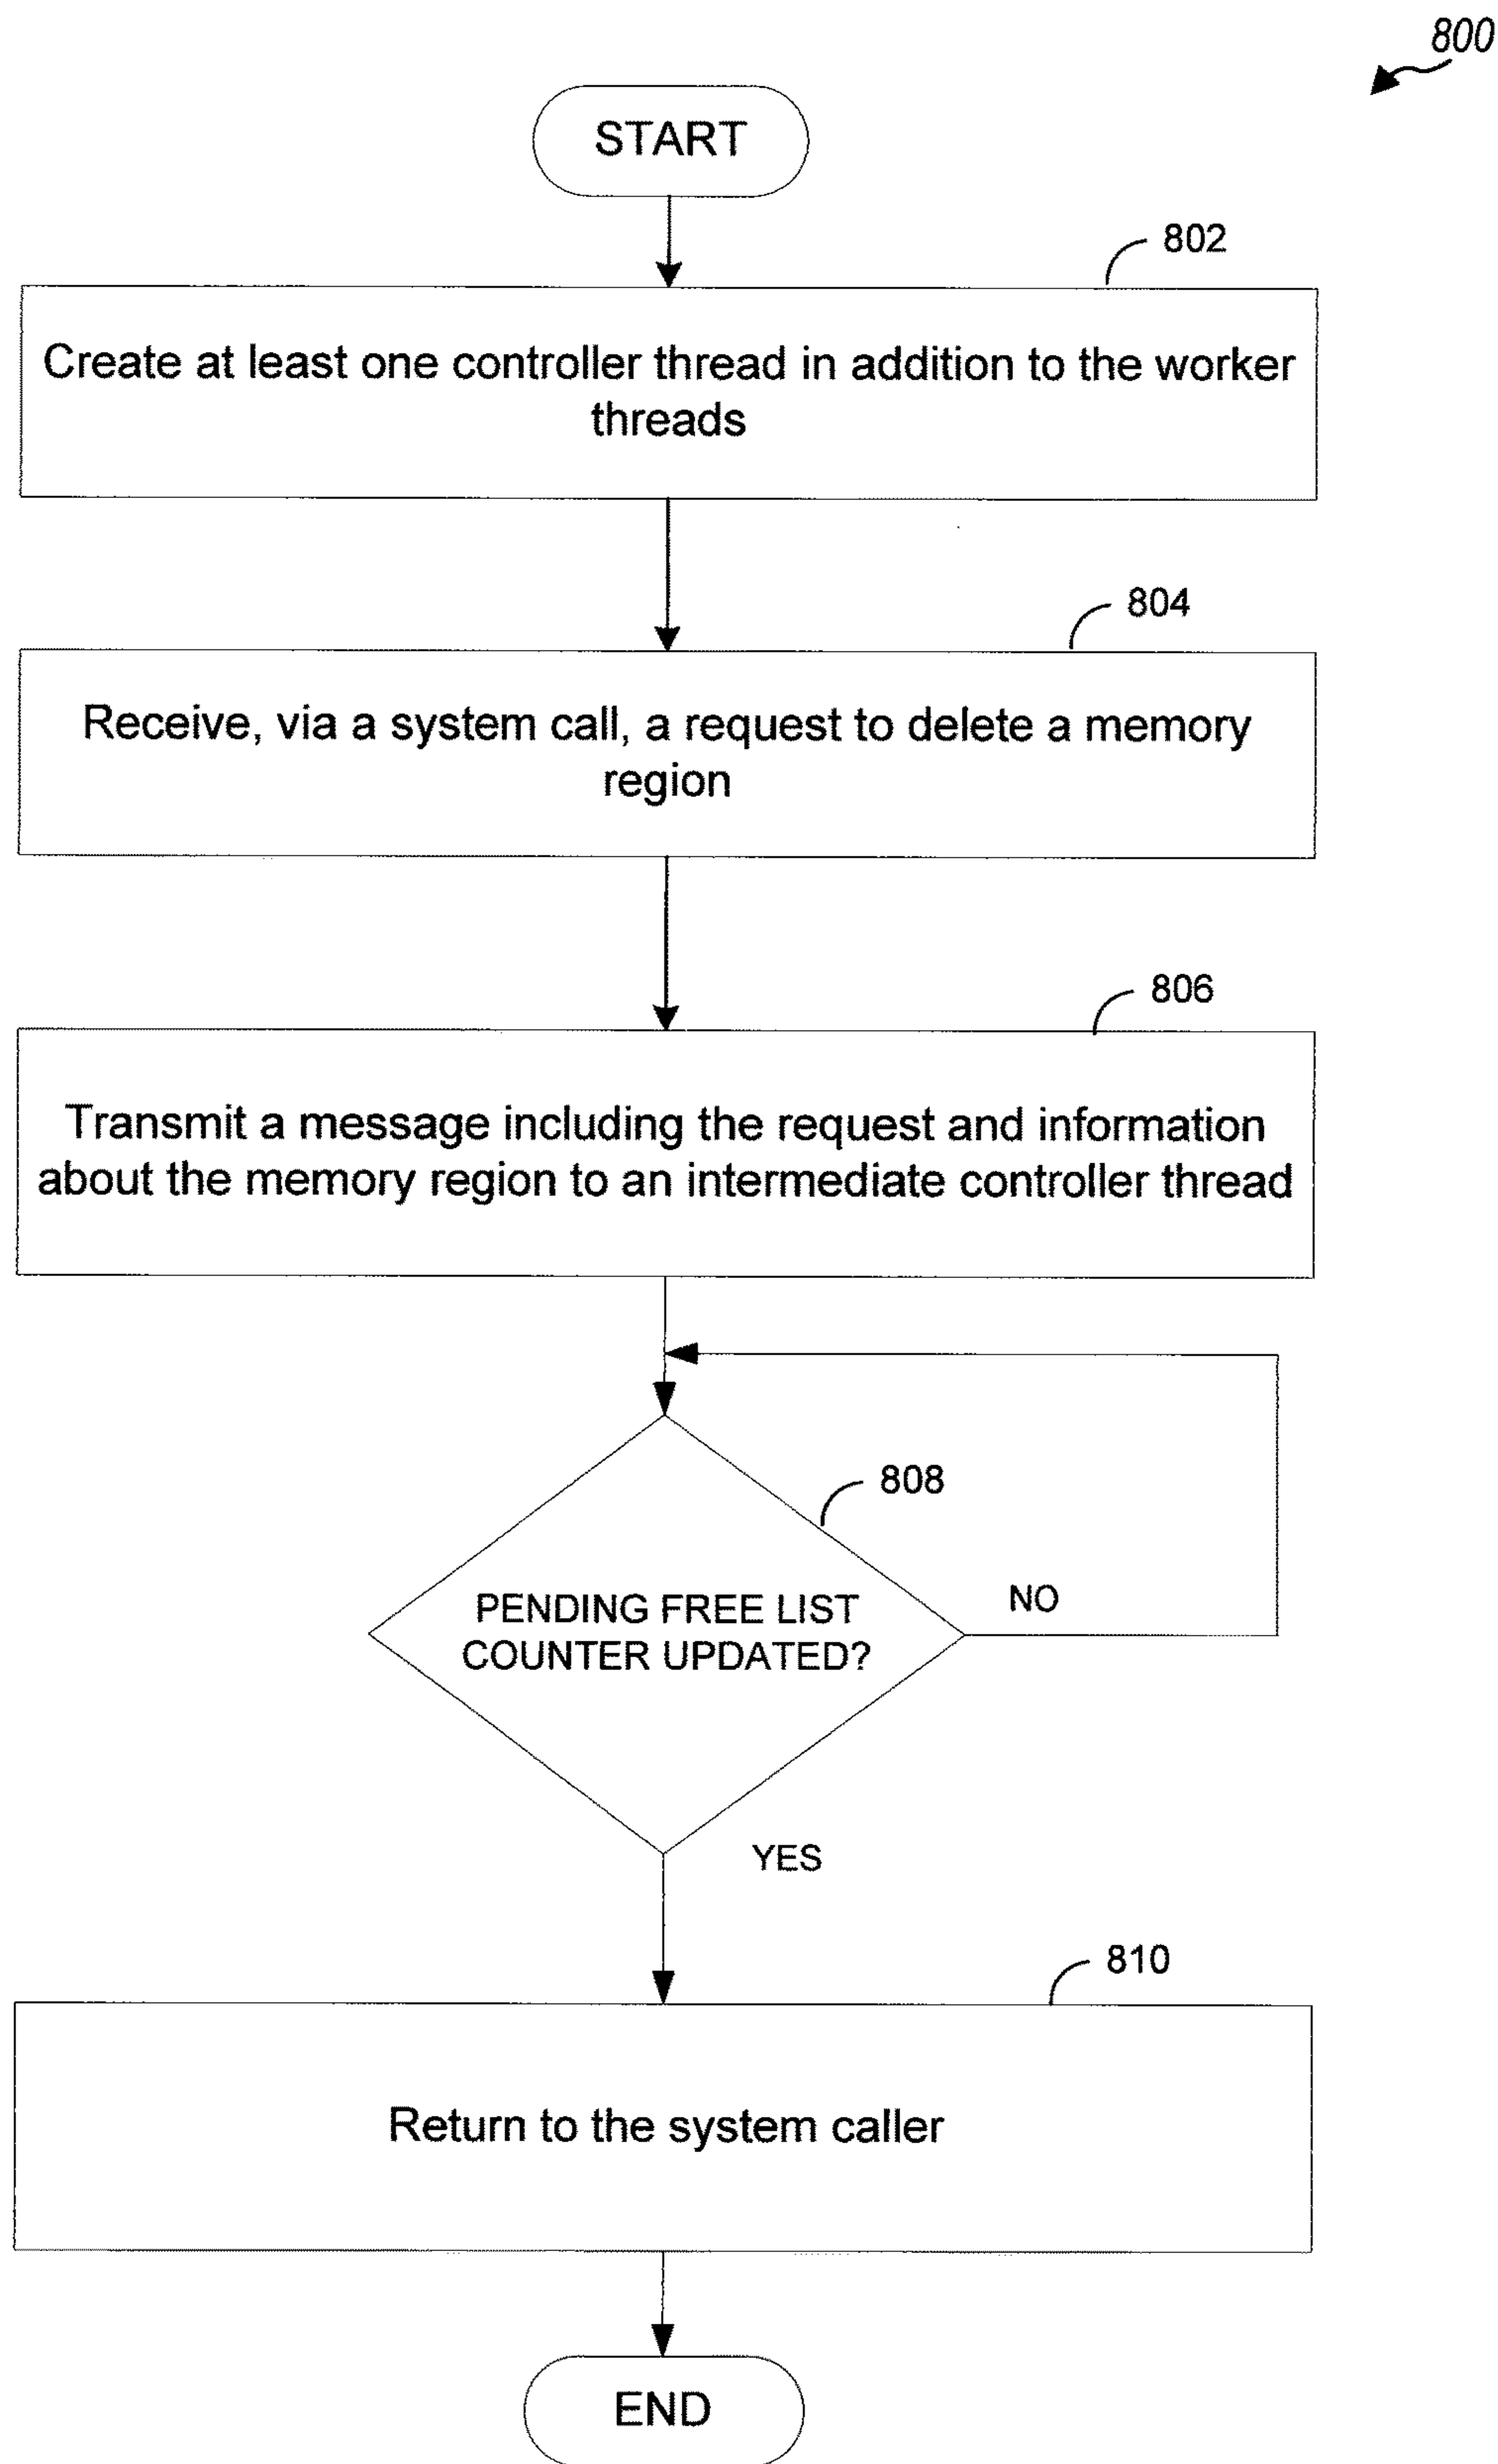 800
START
802
Create at least one controller thread in addition to the worker
threads
804
Receive, via a system call, a request to delete a memory
region
806
Transmit a message including the request and information
about the memory region to an intermediate controller thread
808
PENDING FREE LIST
COUNTER UPDATED?
NO
YES
810
Return to the system caller
END